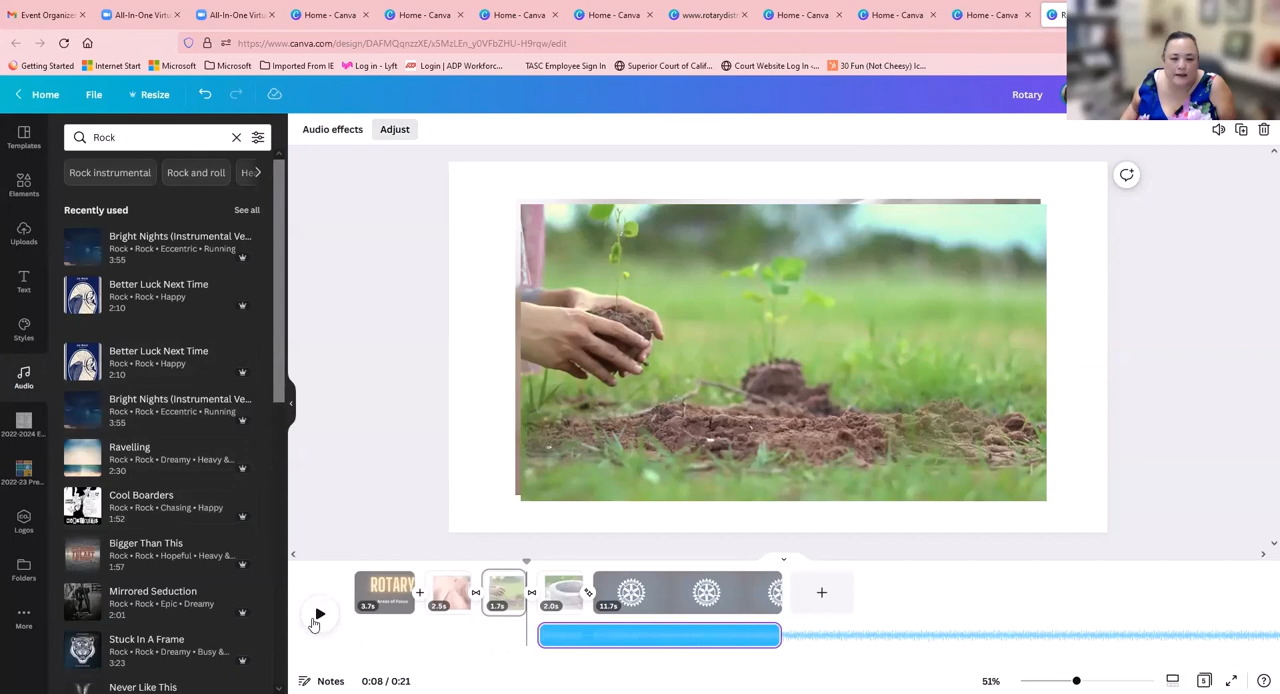 Event Organize
All-In-One Virtu
All-In-One Virtu
Home - Canva
Home - Canva
Home - Canva
Home - Canva
www.rotarydistr
Home - Canva
Home - Canva
Home - Canva
https://www.canva.com/design/DAFMQqnzzXE/x5MzLEn_y0VFbZHU-H9rqw/edit
Getting Started
Internet Start
Microsoft
Microsoft
Imported From IE
Log in - Lyft
Login | ADP Workforc...
TASC Employee Sign In
Superior Court of Calif...
Court Website Log In -...
30 Fun (Not Cheesy) Ic...
Home
File
Resize
Rotary
Templates
Elements
Uploads
Text
Styles
Audio
2022-2024 E...
2022-23 Pre...
Logos
Folders
More
Rock
Rock instrumental
Rock and roll
Recently used
See all
Bright Nights (Instrumental Ve...
Rock • Rock • Eccentric • Running
3:55
Better Luck Next Time
Rock • Rock • Happy
2:10
Better Luck Next Time
Rock • Rock • Happy
2:10
Bright Nights (Instrumental Ve...
Rock • Rock • Eccentric • Running
3:55
Ravelling
Rock • Rock • Dreamy • Heavy &...
2:30
Cool Boarders
Rock • Rock • Chasing • Happy
1:52
Bigger Than This
Rock • Rock • Hopeful • Heavy &...
1:57
Mirrored Seduction
Rock • Rock • Epic • Dreamy
2:01
Stuck In A Frame
Rock • Rock • Dreamy • Busy &...
3:23
Never Like This
Audio effects
Adjust
ROTARY
Areas of Focus
3.7s
2.5s
1.7s
2.0s
11.7s
Notes
0:08 / 0:21
51%
5